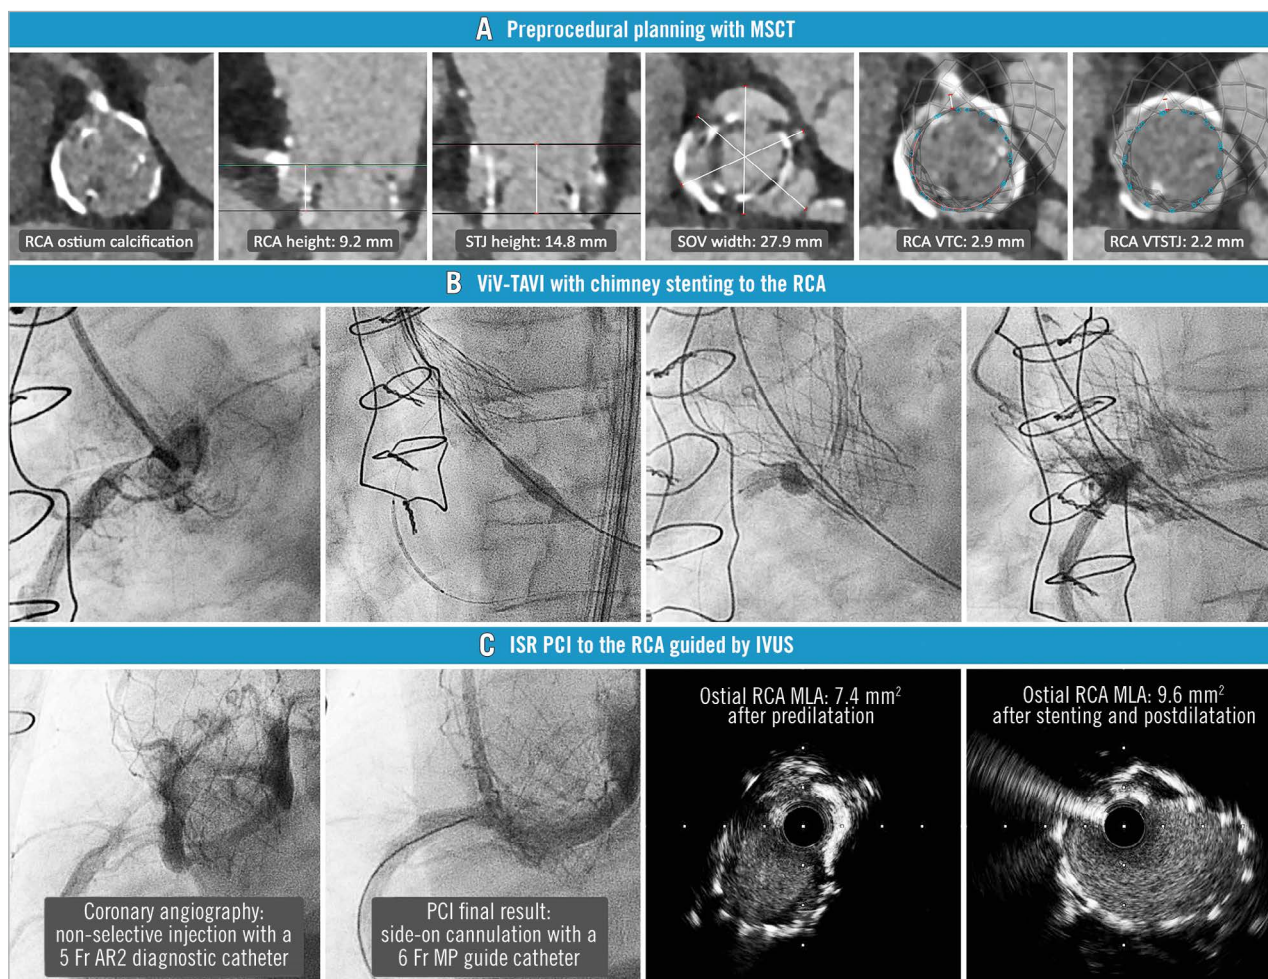 A Preprocedural planning with MSCT
RCA ostium calcification
RCA height: 9.2 mm
STJ height: 14.8 mm
SOV width: 27.9 mm
RCA VTC: 2.9 mm
RCA VTSTJ: 2.2 mm
B ViV-TAVI with chimney stenting to the RCA
C ISR PCI to the RCA guided by IVUS
Coronary angiography:
non-selective injection with a
5 Fr AR2 diagnostic catheter
PCI final result:
side-on cannulation with a
6 Fr MP guide catheter
Ostial RCA MLA: 7.4 mm²
after predilatation
Ostial RCA MLA: 9.6 mm²
after stenting and postdilatation